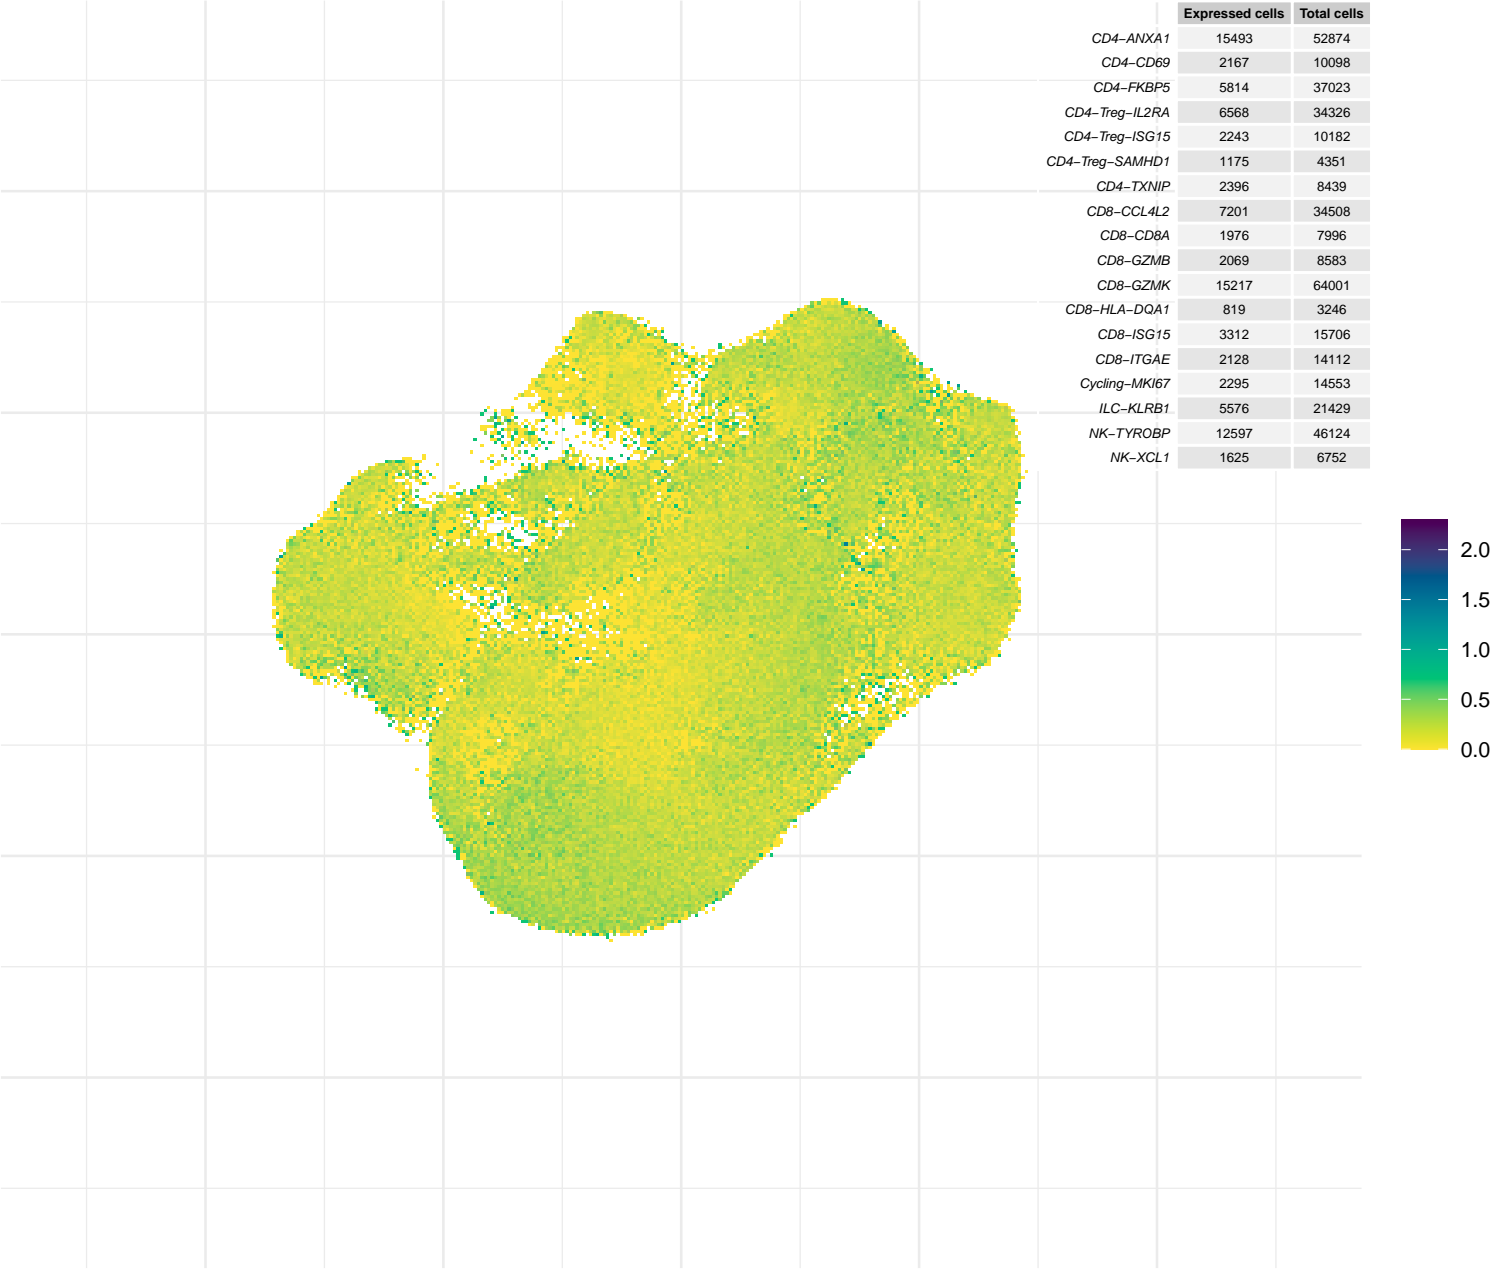 Expressed cells Total cells
CD4−ANXA1 15493 52874
CD4−CD69 2167 10098
CD4−FKBP5 5814 37023
CD4−Treg−IL2RA 6568 34326
CD4−Treg−ISG15 2243 10182
CD4−Treg−SAMHD1 1175 4351
CD4−TXNIP 2396 8439
CD8−CCL4L2 7201 34508
CD8−CD8A 1976 7996
CD8−GZMB 2069 8583
CD8−GZMK 15217 64001
CD8−HLA−DQA1 819 3246
CD8−ISG15 3312 15706
CD8−ITGAE 2128 14112
Cycling−MKI67 2295 14553
ILC−KLRB1 5576 21429
NK−TYROBP 12597 46124
NK−XCL1 1625 6752
2.0
1.5
1.0
0.5
0.0